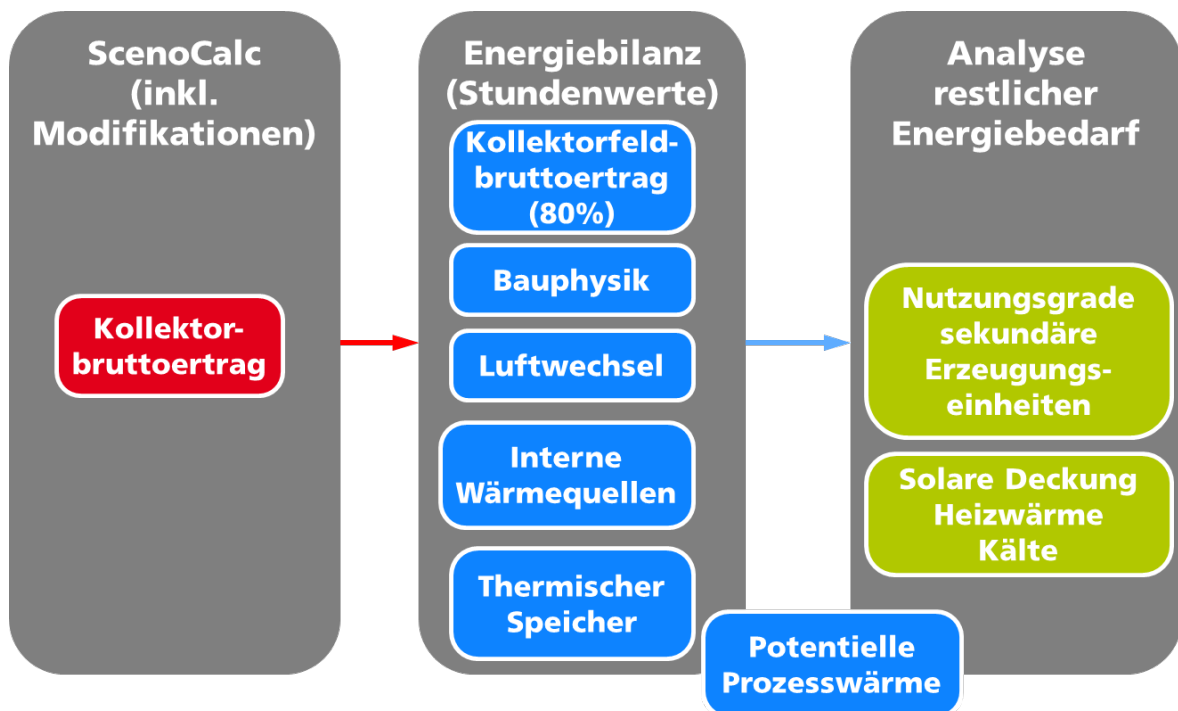 ScenoCalc
(inkl.
Modifikationen)
Kollektor-
bruttoertrag
Energiebilanz
(Stundenwerte)
Kollektorfeld-
bruttoertrag
(80%)
Bauphysik
Luftwechsel
Interne
Wärmequellen
Thermischer
Speicher
Potentielle
Prozesswärme
Analyse
restlicher
Energiebedarf
Nutzungsgrade
sekundäre
Erzeugungs-
einheiten
Solare Deckung
Heizwärme
Kälte